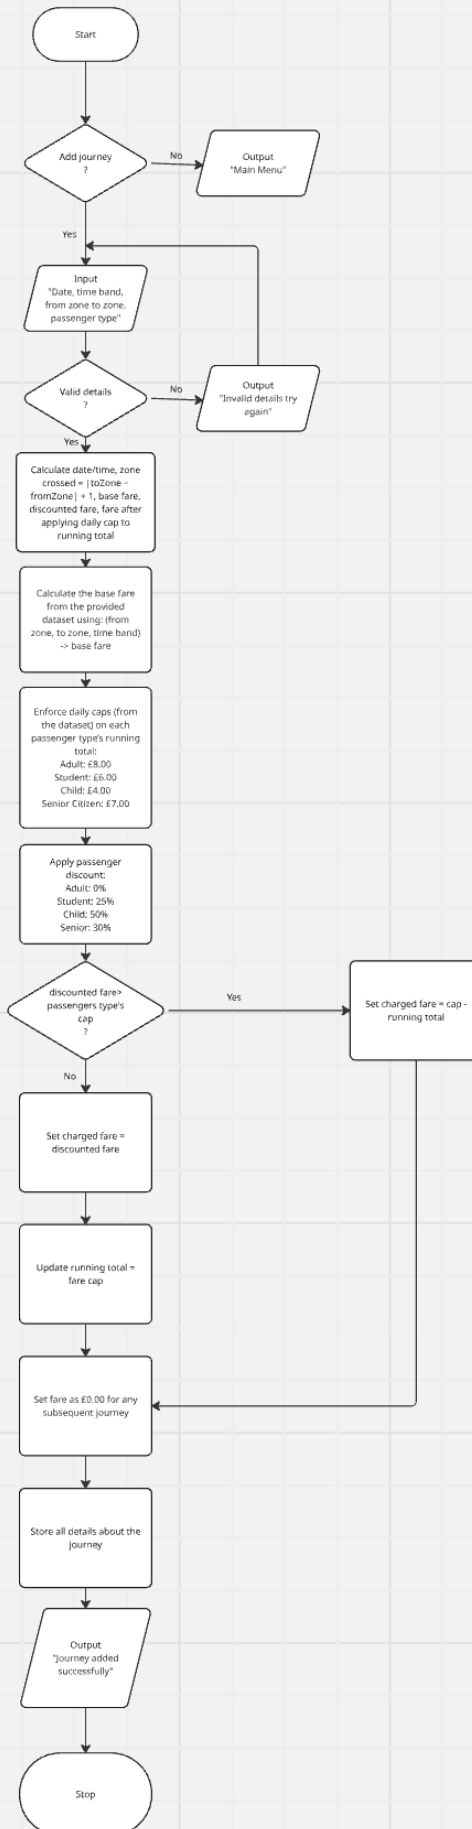 Start
Add journey
?
No
Output
"Main Menu"
Yes
Input
"Date, time band,
from zone to zone,
passenger type"
Valid details
?
No
Output
"Invalid details try
again"
Yes
Calculate date/time, zone
crossed = |toZone –
fromZone| + 1, base fare,
discounted fare, fare after
applying daily cap to
running total
Calculate the base fare
from the provided
dataset using: (from
zone, to zone, time band)
-> base fare
Enforce daily caps (from
the dataset) on each
passenger type's running
total:
Adult: £8.00
Student: £6.00
Child: £4.00
Senior Citizen: £7.00
Apply passenger
discount:
Adult: 0%
Student: 25%
Child: 50%
Senior: 30%
discounted fare>
passengers type's
cap
?
Yes
Set charged fare = cap -
running total
No
Set charged fare =
discounted fare
Update running total =
fare cap
Set fare as £0.00 for any
subsequent journey
Store all details about the
journey
Output
"Journey added
successfully"
Stop